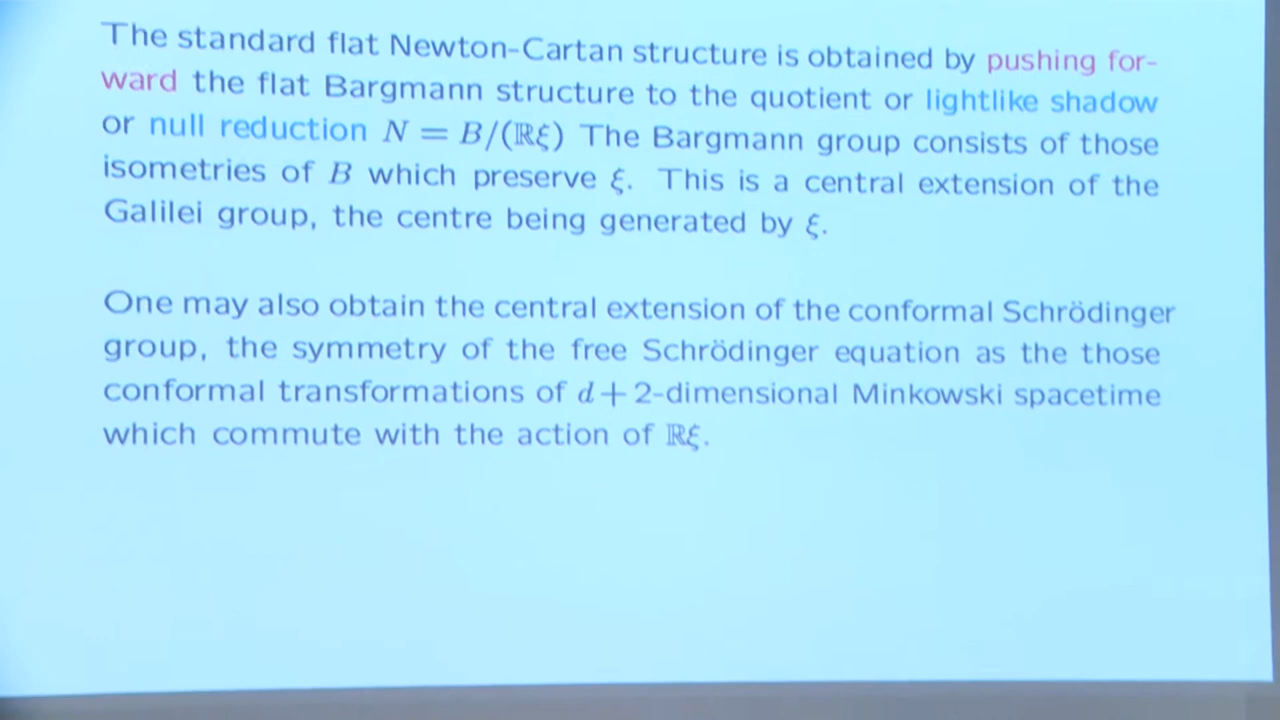 The standard flat Newton-Cartan structure is obtained by pushing for-
ward the flat Bargmann structure to the quotient or lightlike shadow
or null reduction N = B/(ℝξ) The Bargmann group consists of those
isometries of B which preserve ξ. This is a central extension of the
Galilei group, the centre being generated by ξ.
One may also obtain the central extension of the conformal Schrödinger
group, the symmetry of the free Schrödinger equation as the those
conformal transformations of d + 2-dimensional Minkowski spacetime
which commute with the action of ℝξ.